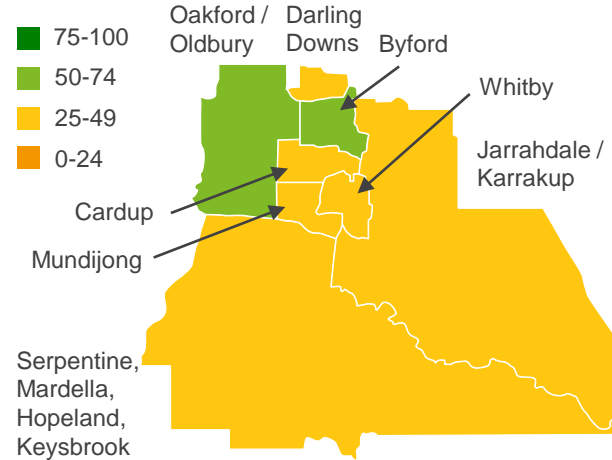 75-100
50-74
25-49
0-24
Oakford /
Oldbury
Darling
Downs
Byford
Whitby
Jarrahdale /
Karrakup
Cardup
Mundijong
Serpentine,
Mardella,
Hopeland,
Keysbrook